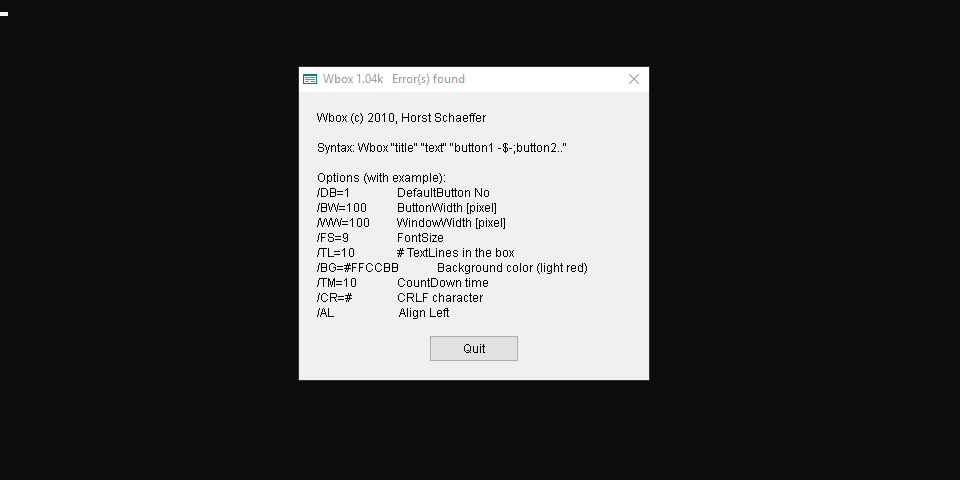 Wbox 1.04k   Error(s) found
Wbox (c) 2010, Horst Schaeffer
Syntax: Wbox "title" "text" "button1 -$-;button2.."
Options (with example):
/DB=1 DefaultButton No
/BW=100 ButtonWidth [pixel]
/WW=100 WindowWidth [pixel]
/FS=9 FontSize
/TL=10 # TextLines in the box
/BG=#FFCCBB Background color (light red)
/TM=10 CountDown time
/CR=# CRLF character
/AL Align Left
Quit